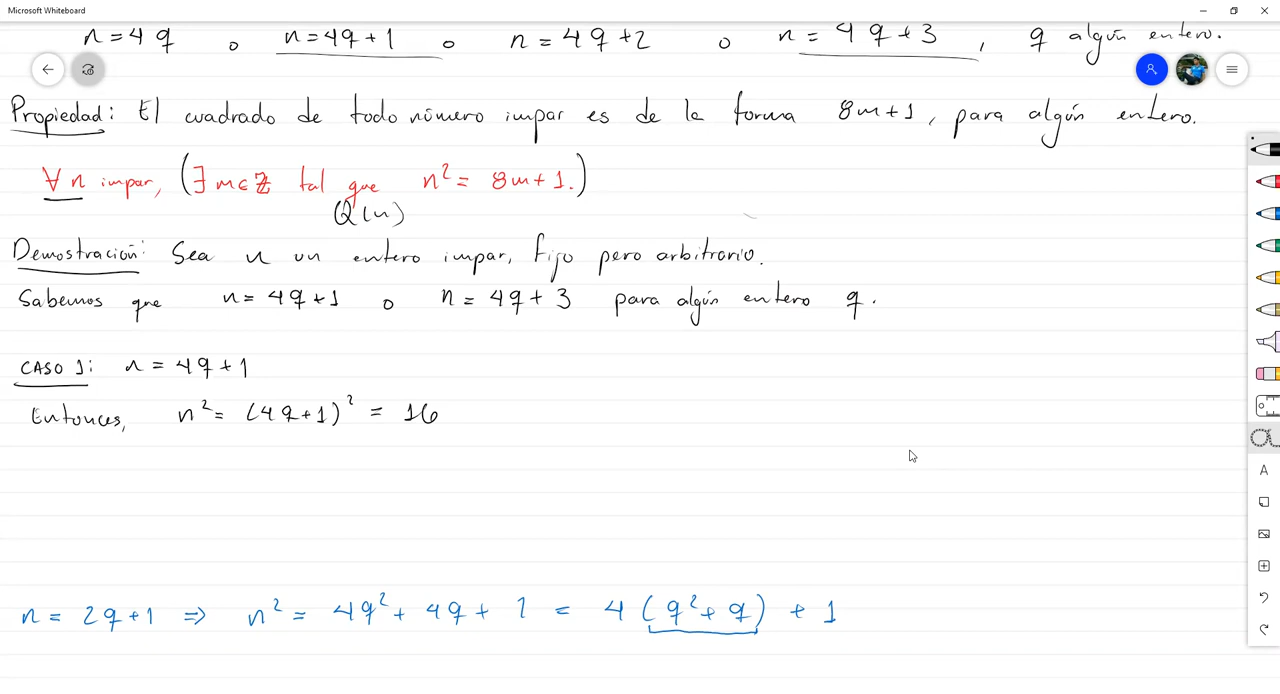 Microsoft Whiteboard
n=4q o n=4q+1 o n=4q+2 o n=4q+3, q algún entero.
Propiedad: El cuadrado de todo número impar es de la forma 8m+1, para algún entero.
∀n impar, (∃m∈ℤ tal que n²=8m+1.)
Q(n)
Demostración: Sea n un entero impar, fijo pero arbitrario.
Sabemos que n=4q+1 o n=4q+3 para algún entero q.
CASO 1: n=4q+1
Entonces, n²=(4q+1)²=16
n=2q+1 ⇒ n²=4q²+4q+1=4(q²+q)+1
A